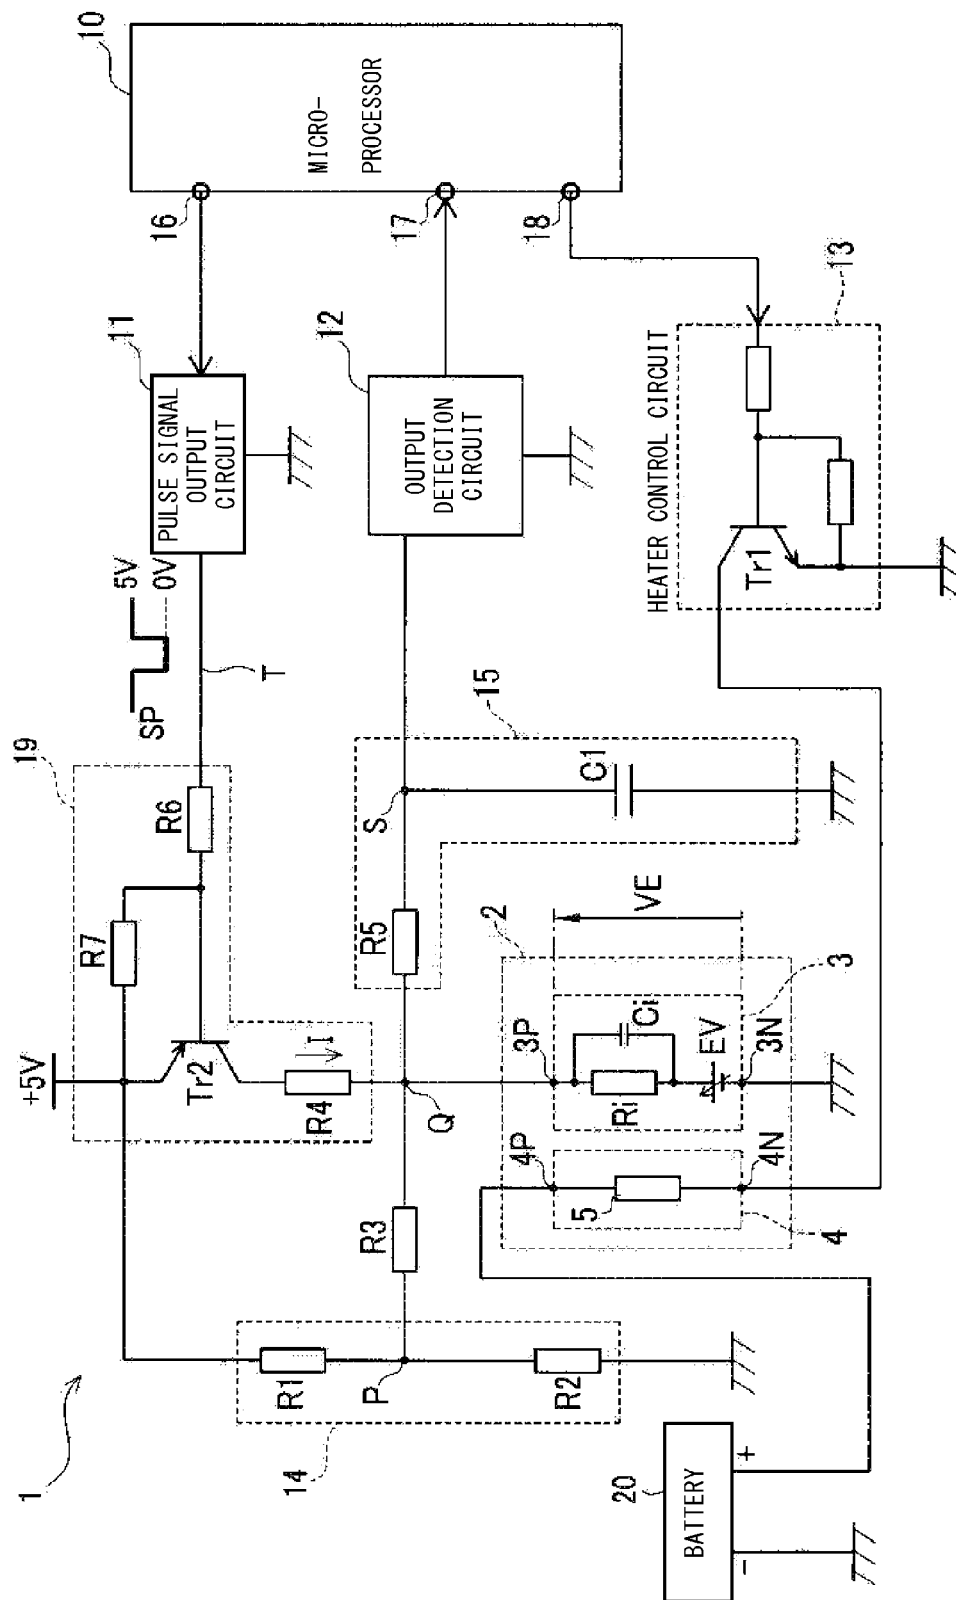 1
+5V
19
SP
5V
0V
11
PULSE SIGNAL
OUTPUT
CIRCUIT
16
10
MICRO-
PROCESSOR
R7
R6
T
Tr2
R4
I
14
R1
P
R2
R3
Q
R5
S
C1
15
12
OUTPUT
DETECTION
CIRCUIT
17
18
2
VE
3P
Ri
Ci
EV
3N
3
4P
5
4N
4
HEATER CONTROL CIRCUIT
13
Tr1
20
BATTERY
+
-